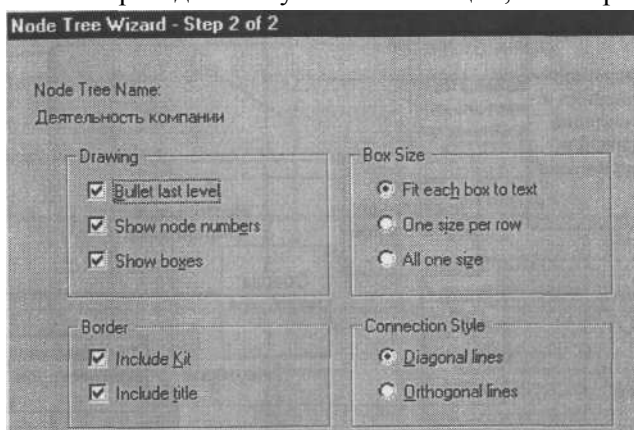 Node Tree Wizard - Step 2 of 2
Node Tree Name:
Деятельность компании
Drawing
Bullet last level
Show node numbers
Show boxes
Box Size
Fit each box to text
One size per row
All one size
Border
Include Kit
Include title
Connection Style
Diagonal lines
Orthogonal lines